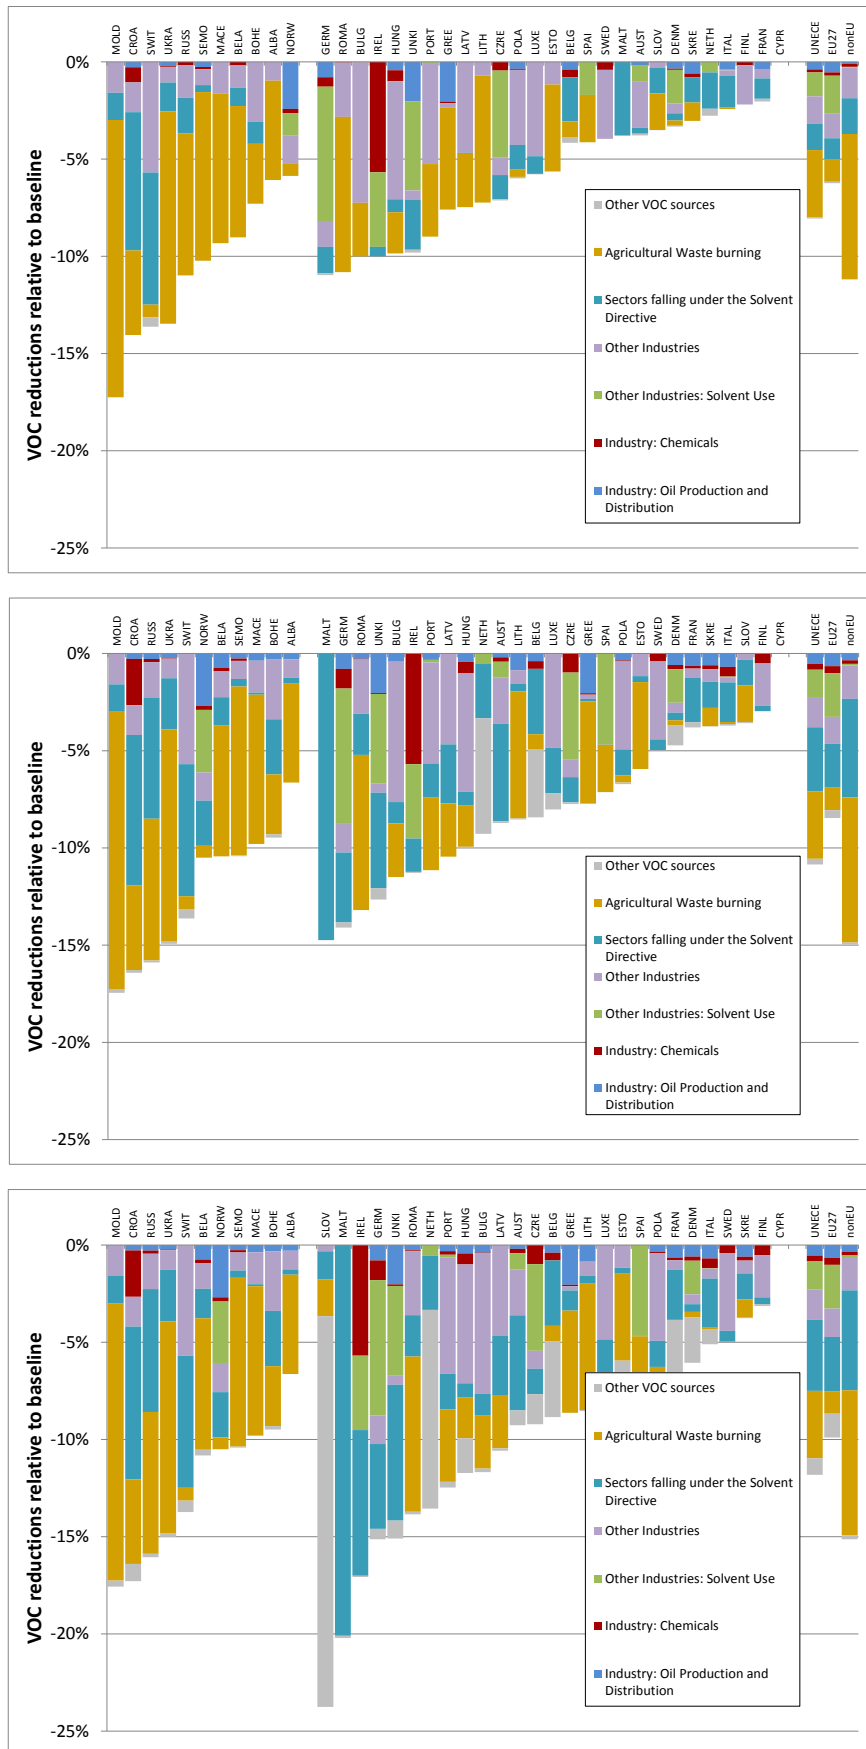 MOLD CROA SWIT UKRA RUSS SEMO MACE BELA BOHE ALBA NORW GERM ROMA BULG IREL HUNG UNKI PORT GREE LATV LITH ESTO CZRE POLA LUXE BELG SPAI SWED MALT AUST SLOV DENM SKRE NETH ITAL FINL FRAN CYPR UNECE EU27 nonEU
0%
-5%
-10%
-15%
-20%
-25%
VOC reductions relative to baseline
Other VOC sources
Agricultural Waste burning
Sectors falling under the Solvent
Directive
Other Industries
Other Industries: Solvent Use
Industry: Chemicals
Industry: Oil Production and
Distribution
MOLD CROA RUSS UKRA SWIT NORW BELA SEMO MACE BOHE ALBA MALT GERM ROMA UNKI BULG IREL PORT LATV HUNG NETH AUST LITH BELG LUXE CZRE GREE SPAI POLA ESTO SWED DENM FRAN SKRE ITAL SLOV FINL CYPR UNECE EU27 nonEU
0%
-5%
-10%
-15%
-20%
-25%
VOC reductions relative to baseline
Other VOC sources
Agricultural Waste burning
Sectors falling under the Solvent
Directive
Other Industries
Other Industries: Solvent Use
Industry: Chemicals
Industry: Oil Production and
Distribution
MOLD CROA RUSS UKRA SWIT BELA NORW SEMO MACE BOHE ALBA SLOV MALT IREL GERM UNKI ROMA NETH PORT HUNG BULG LATV AUST CZRE BELG GREE LITH LUXE ESTO SPAI POLA FRAN DENM ITAL SWED SKRE FINL CYPR UNECE EU27 nonEU
0%
-5%
-10%
-15%
-20%
-25%
VOC reductions relative to baseline
Other VOC sources
Agricultural Waste burning
Sectors falling under the Solvent
Directive
Other Industries
Other Industries: Solvent Use
Industry: Chemicals
Industry: Oil Production and
Distribution